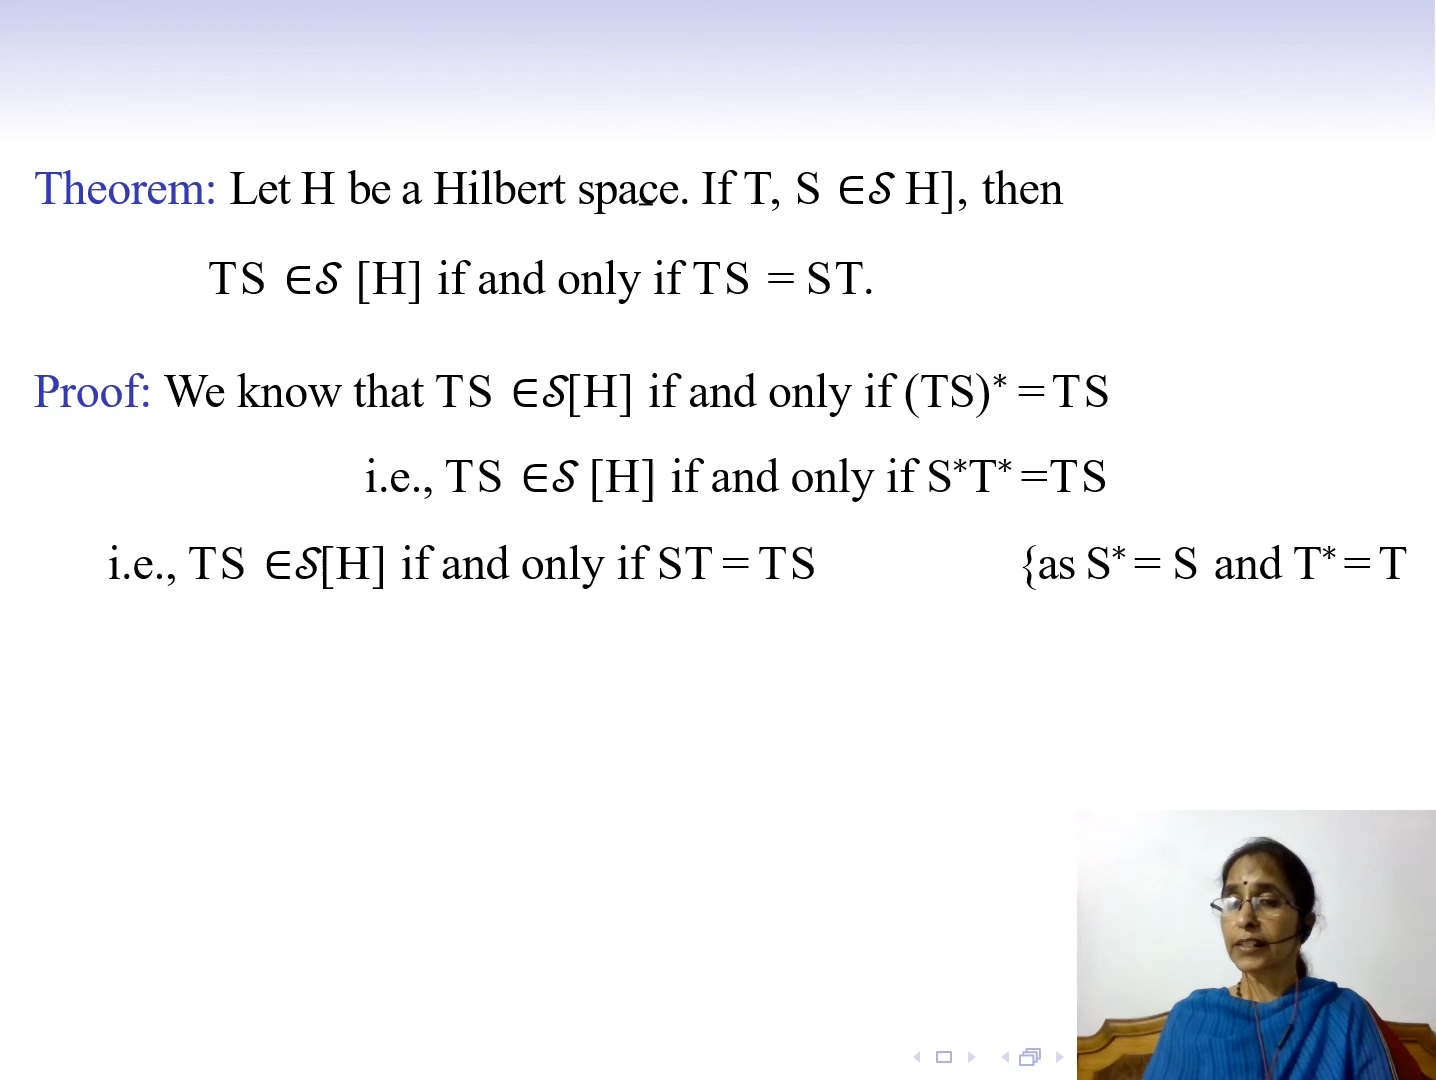 Theorem: Let H be a Hilbert space. If T, S ∈𝒮 H], then
TS ∈𝒮 [H] if and only if TS = ST.
Proof: We know that TS ∈𝒮[H] if and only if (TS)* = TS
i.e., TS ∈𝒮 [H] if and only if S*T* =TS
i.e., TS ∈𝒮[H] if and only if ST = TS {as S* = S and T* = T